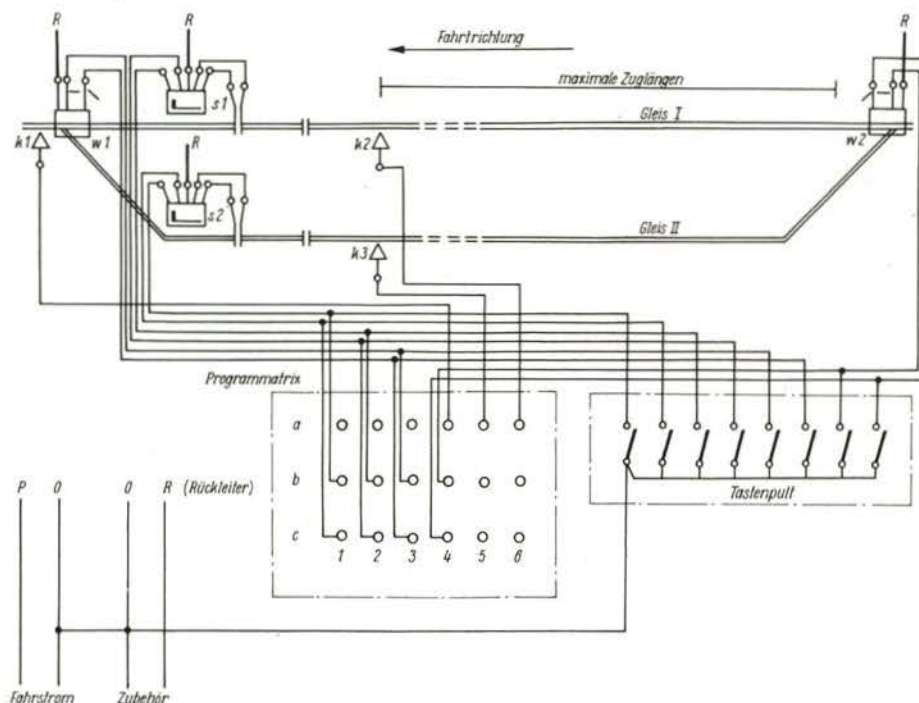 R
R
R
Fahrtrichtung
s1
maximale Zuglängen
Gleis I
k1
w1
k2
w2
R
s2
Gleis II
k3
Programmatrix
a
b
c
1 2 3 4 5 6
Tastenpult
P 0 0 R (Rückleiter)
Fahrstrom Zubehör